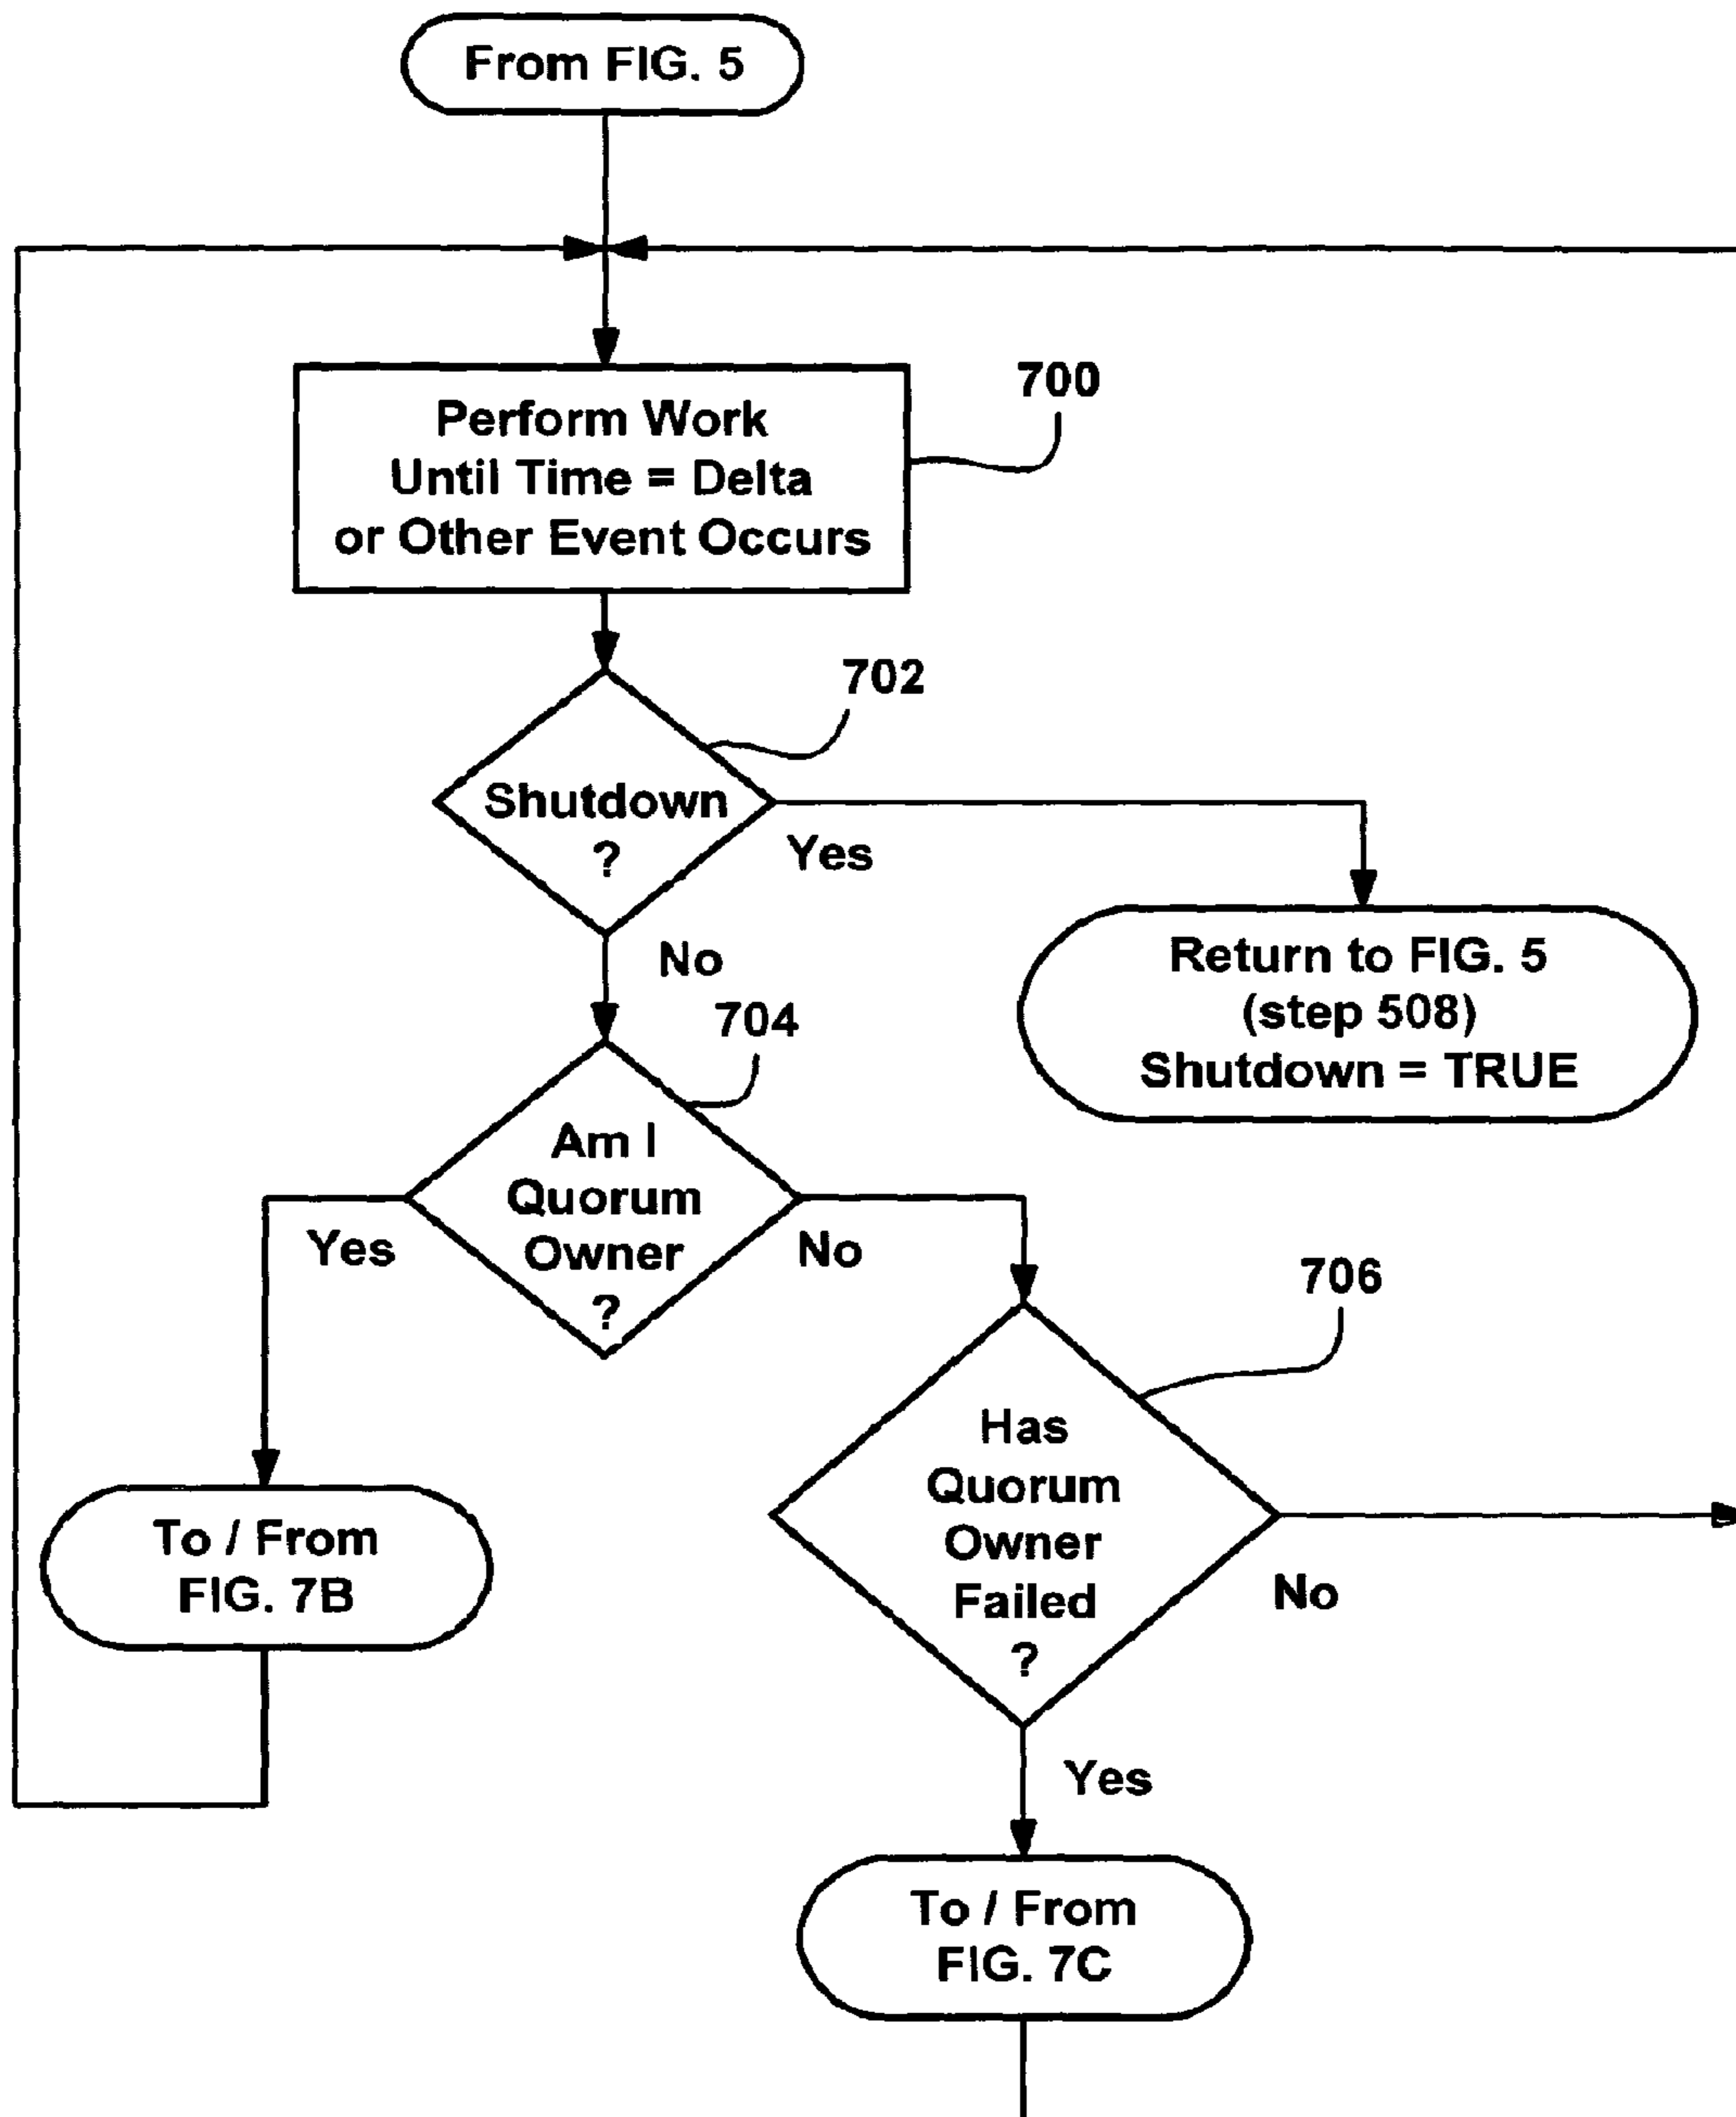 From FIG. 5
700
Perform Work
Until Time = Delta
or Other Event Occurs
702
Shutdown
?
Yes
No
Return to FIG. 5
(step 508)
Shutdown = TRUE
704
Am I
Quorum
Owner
?
Yes
No
706
Has
Quorum
Owner
Failed
?
No
Yes
To / From
FIG. 7B
To / From
FIG. 7C